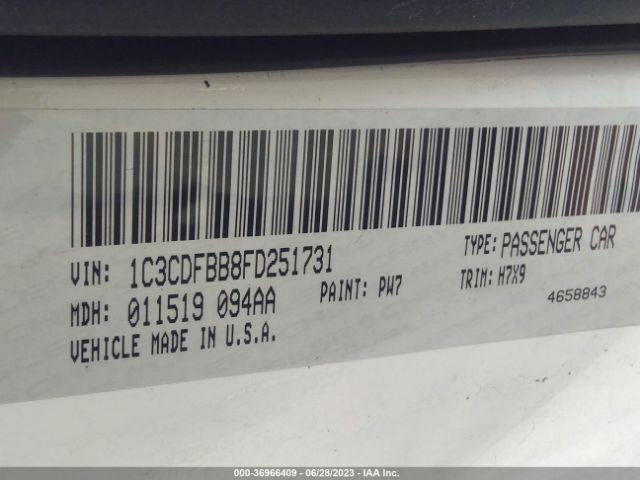 VIN: 1C3CDFBB8FD251731 TYPE: PASSENGER CAR
MDH: 011519 094AA PAINT: PW7 TRIM: H7X9
VEHICLE MADE IN U.S.A. 4658843
000-36966409 - 06/28/2023 - IAA Inc.